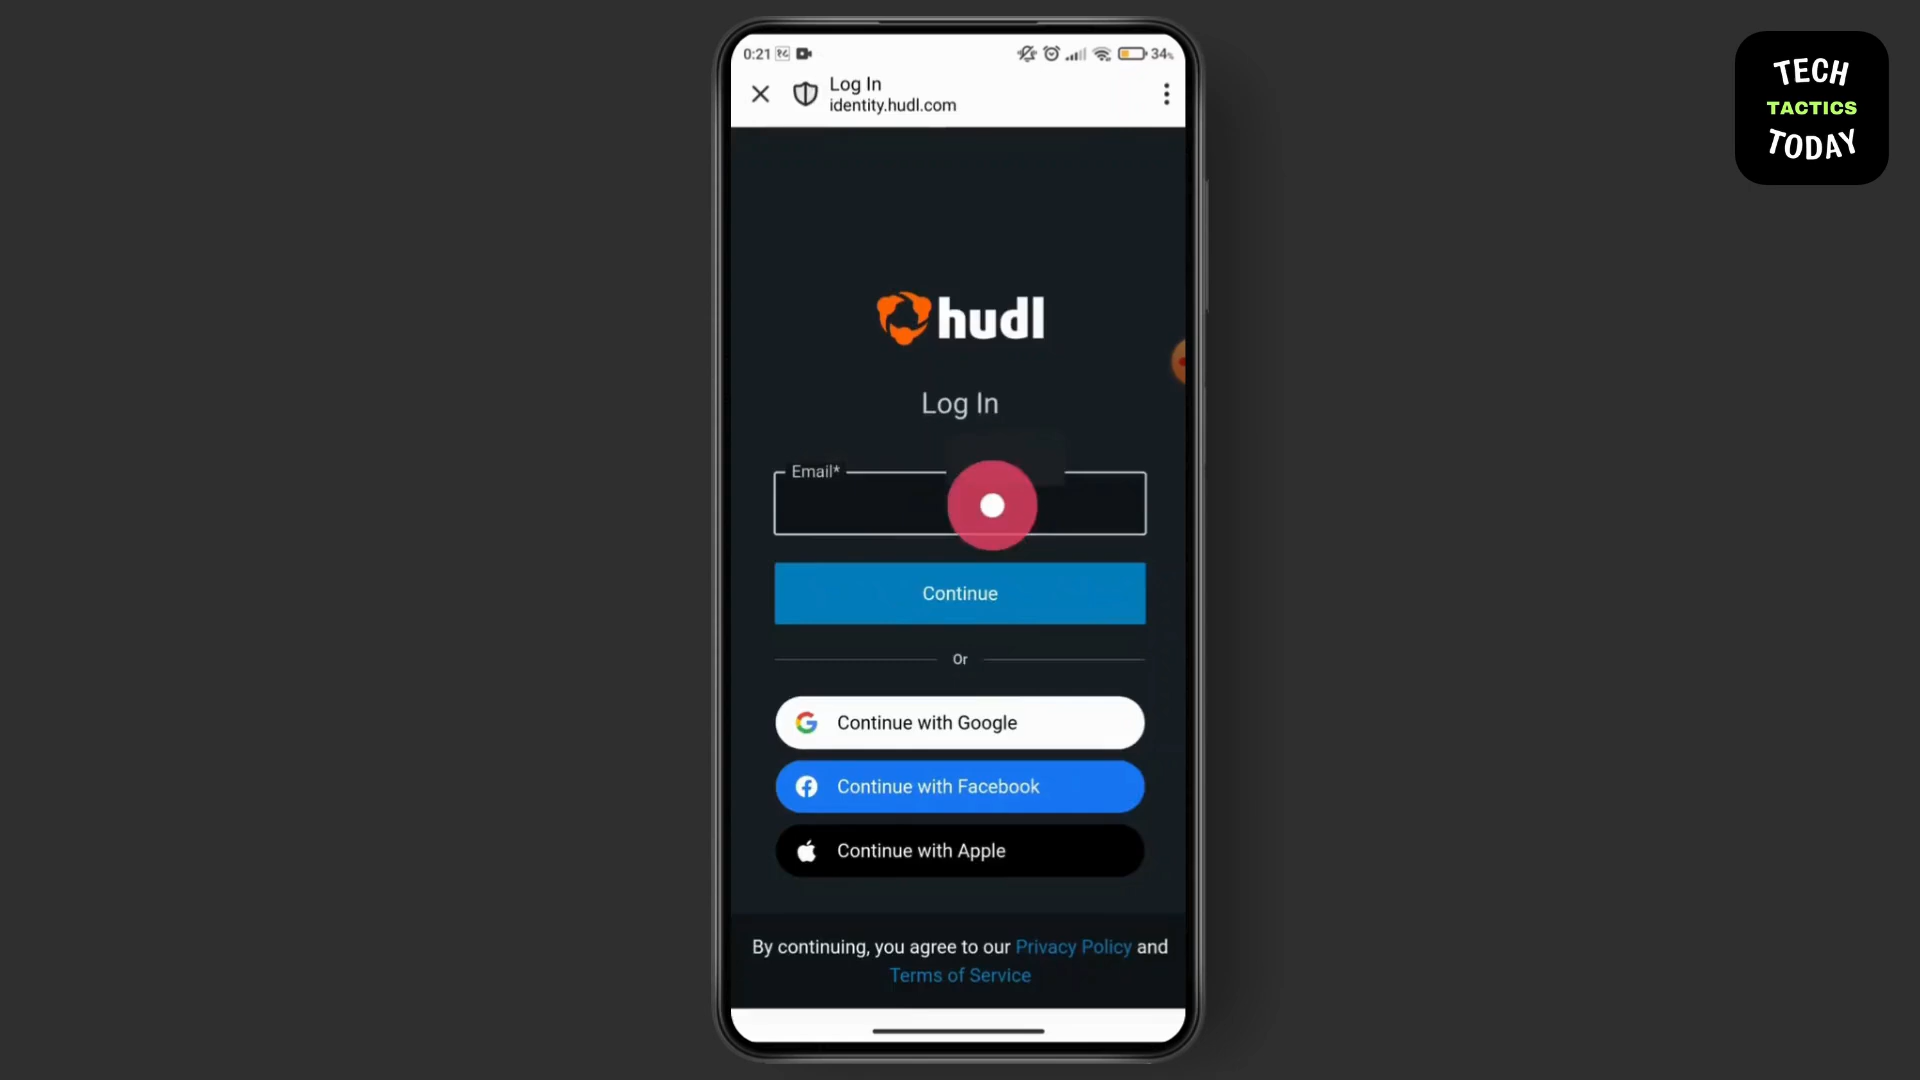 0:21
34%
Log In
identity.hudl.com
TECH
TACTICS
TODAY
hudl
Log In
Email*
Continue
Or
Continue with Google
Continue with Facebook
Continue with Apple
By continuing, you agree to our Privacy Policy and
Terms of Service